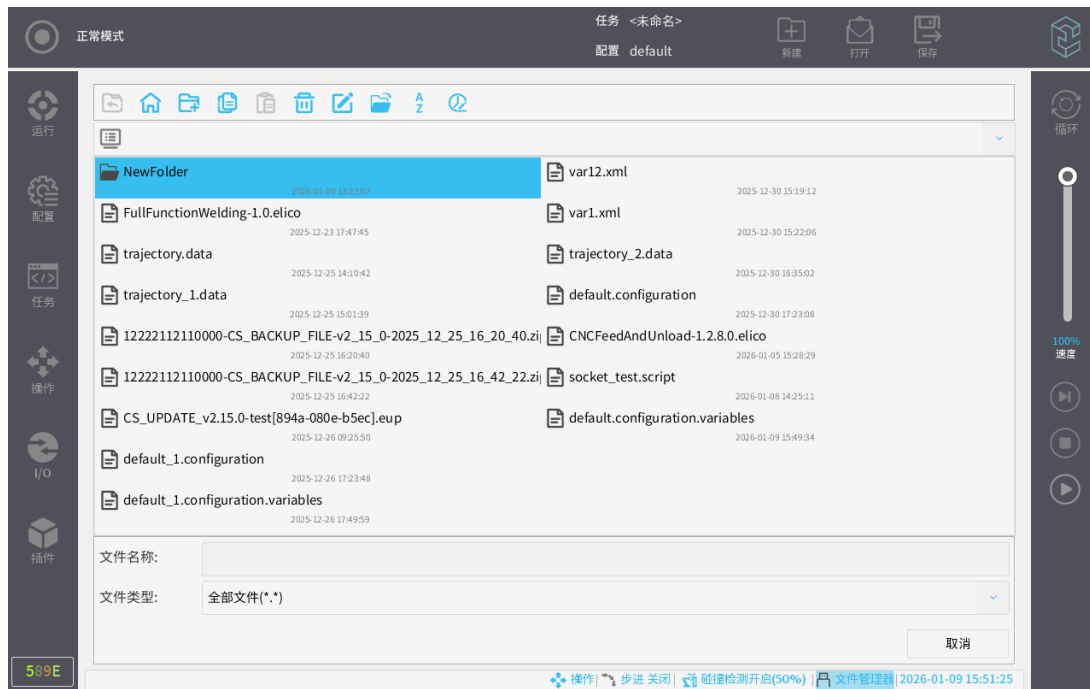 正常模式
任务 <未命名>
配置 default
新建
打开
保存
运行
配置
任务
操作
I/O
插件
589E
A
Z
NewFolder
2026-01-09 13:23:07
FullFunctionWelding-1.0.elico
2025-12-23 17:47:45
trajectory.data
2025-12-25 14:10:42
trajectory_1.data
2025-12-25 15:01:39
12222112110000-CS_BACKUP_FILE-v2_15_0-2025_12_25_16_20_40.zi
2025-12-25 16:20:40
12222112110000-CS_BACKUP_FILE-v2_15_0-2025_12_25_16_42_22.zi
2025-12-25 16:42:22
CS_UPDATE_v2.15.0-test[894a-080e-b5ec].eup
2025-12-26 09:25:50
default_1.configuration
2025-12-26 17:23:48
default_1.configuration.variables
2025-12-26 17:49:59
var12.xml
2025-12-30 15:19:12
var1.xml
2025-12-30 15:22:06
trajectory_2.data
2025-12-30 16:35:02
default.configuration
2025-12-30 17:23:08
CNCFeedAndUnload-1.2.8.0.elico
2026-01-05 15:28:29
socket_test.script
2026-01-08 14:25:11
default.configuration.variables
2026-01-09 15:49:34
文件名称:
文件类型: 全部文件(*.*)
取消
循环
100%
速度
操作| 步进 关闭| 碰撞检测开启(50%) | 文件管理器|2026-01-09 15:51:25